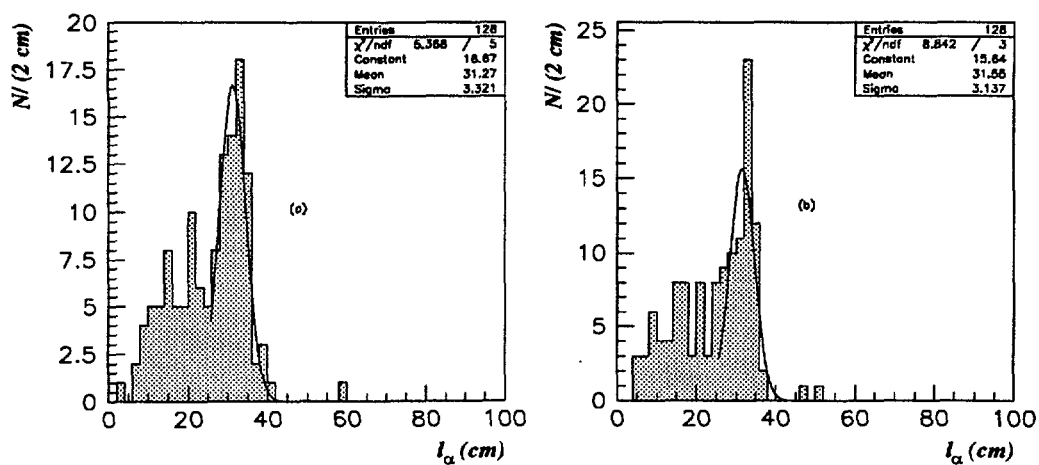 N/ (2 cm)
20
17.5
15
12.5
10
7.5
5
2.5
0
0 20 40 60 80 100
l_α (cm)
Entries 128
χ²/ndf 5.368 / 5
Constant 16.67
Mean 31.27
Sigma 3.321
(a)
N/ (2 cm)
25
20
15
10
5
0
0 20 40 60 80 100
l_α (cm)
Entries 128
χ²/ndf 8.842 / 3
Constant 15.64
Mean
Sigma 3.137
(b)